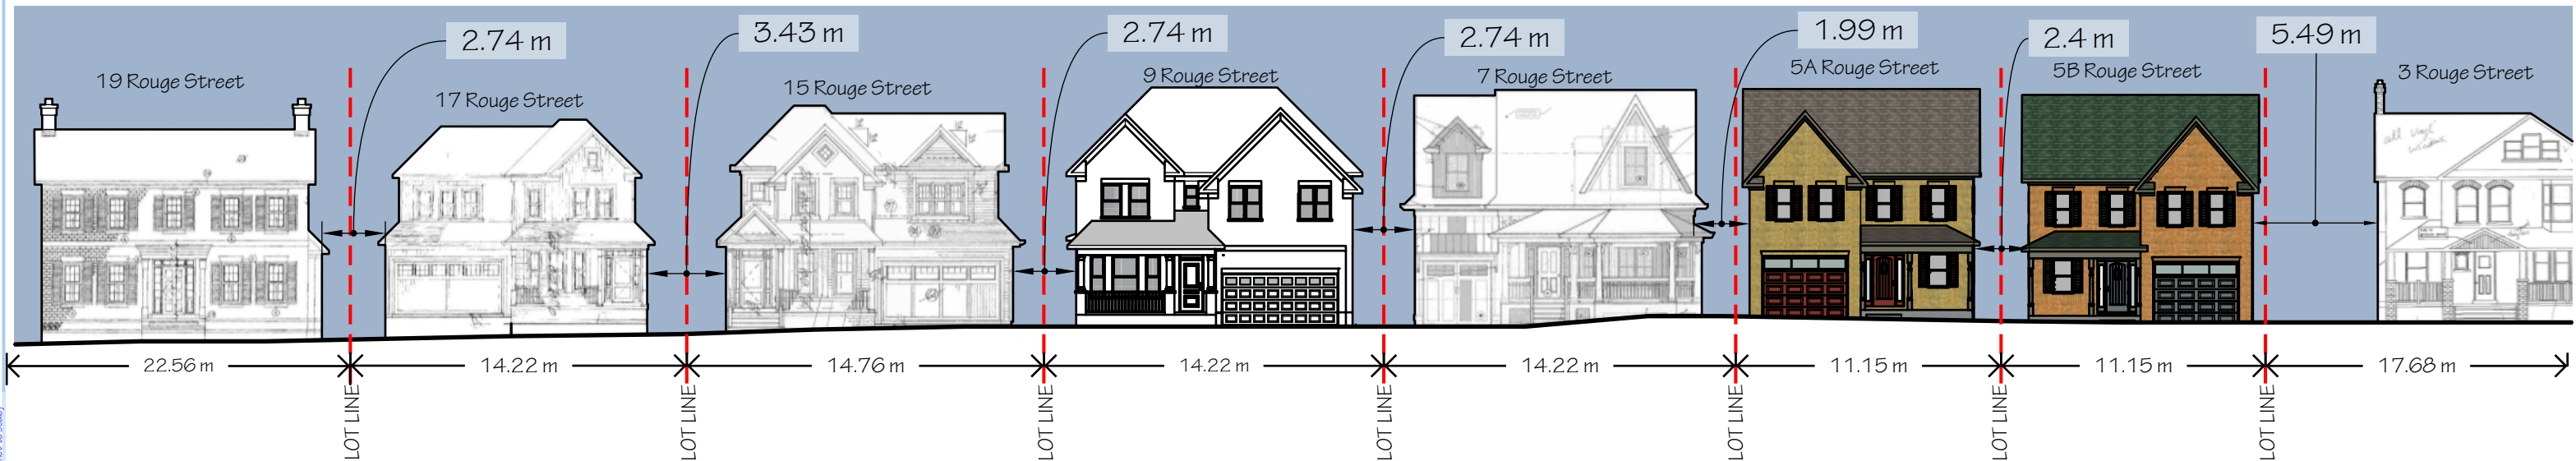 2.74 m
3.43 m
2.74 m
2.74 m
1.99 m
2.4 m
5.49 m
19 Rouge Street
17 Rouge Street
15 Rouge Street
9 Rouge Street
7 Rouge Street
5A Rouge Street
5B Rouge Street
3 Rouge Street
22.56 m
14.22 m
14.76 m
14.22 m
14.22 m
11.15 m
11.15 m
17.68 m
LOT LINE
LOT LINE
LOT LINE
LOT LINE
LOT LINE
LOT LINE
LOT LINE